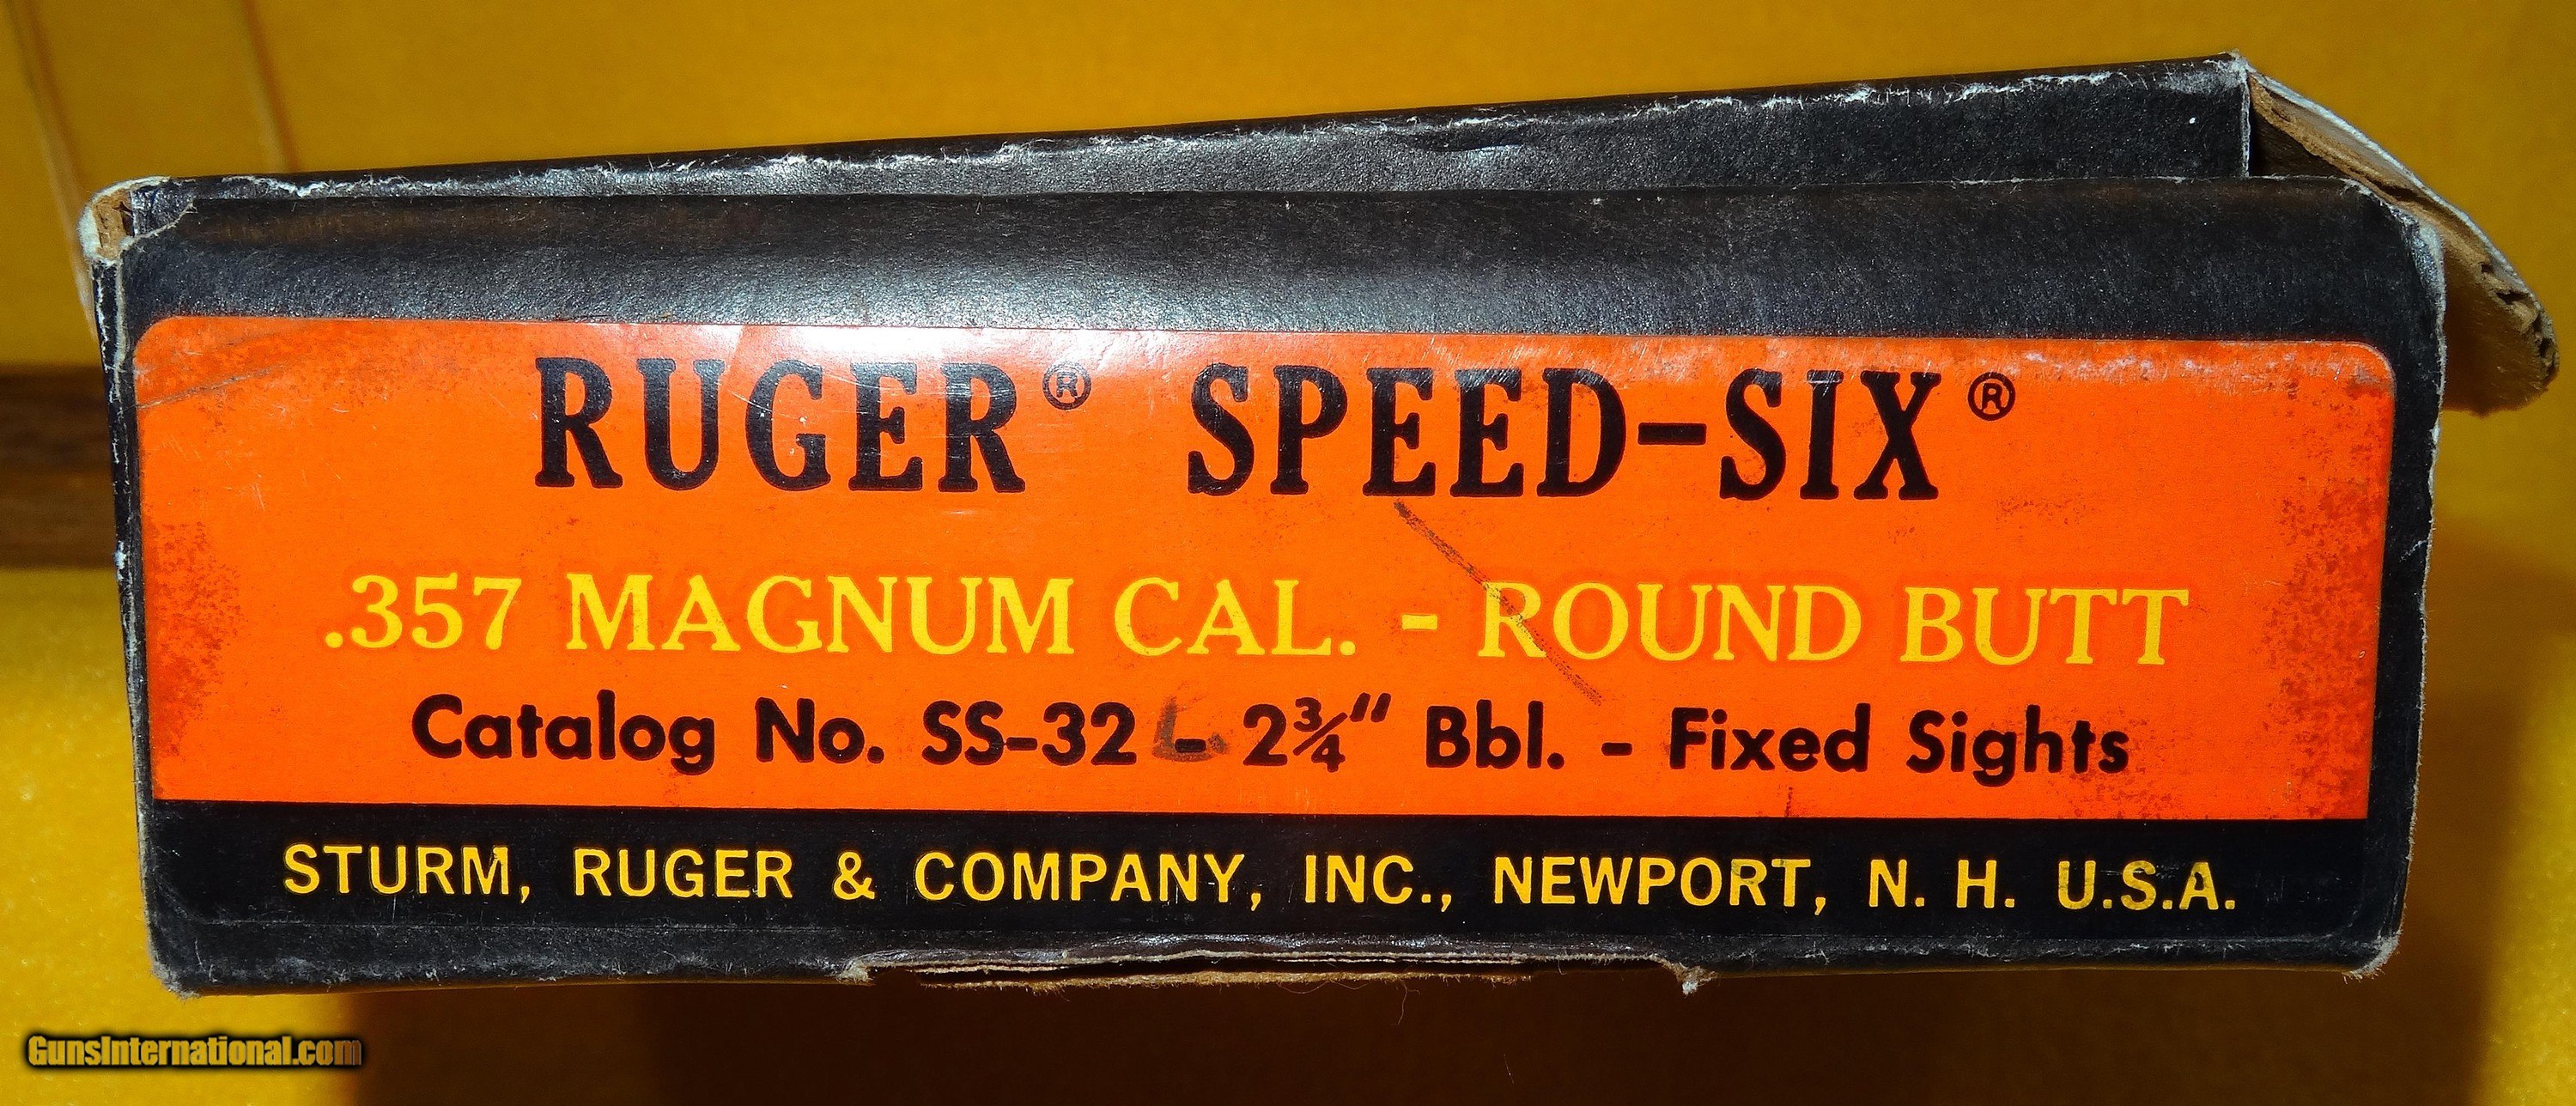 RUGER® SPEED-SIX®
.357 MAGNUM CAL. - ROUND BUTT
Catalog No. SS-32 L - 2¾" Bbl. - Fixed Sights
STURM, RUGER & COMPANY, INC., NEWPORT, N. H. U.S.A.
GunsInternational.com